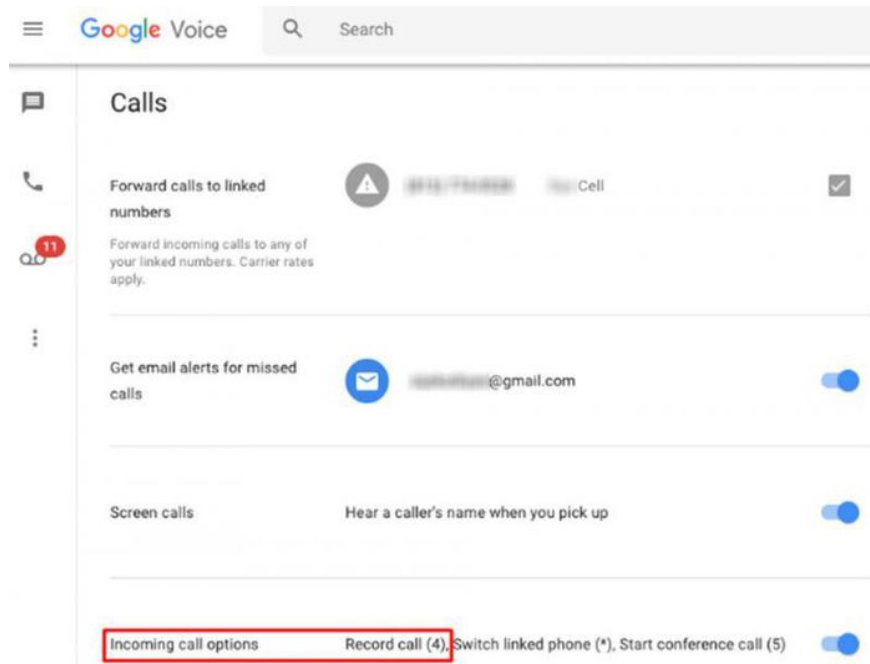 Google Voice
Search
11
Calls
Forward calls to linked
numbers
Forward incoming calls to any of
your linked numbers. Carrier rates
apply.
Cell
Get email alerts for missed
calls
@gmail.com
Screen calls
Hear a caller's name when you pick up
Incoming call options
Record call (4), Switch linked phone (*), Start conference call (5)